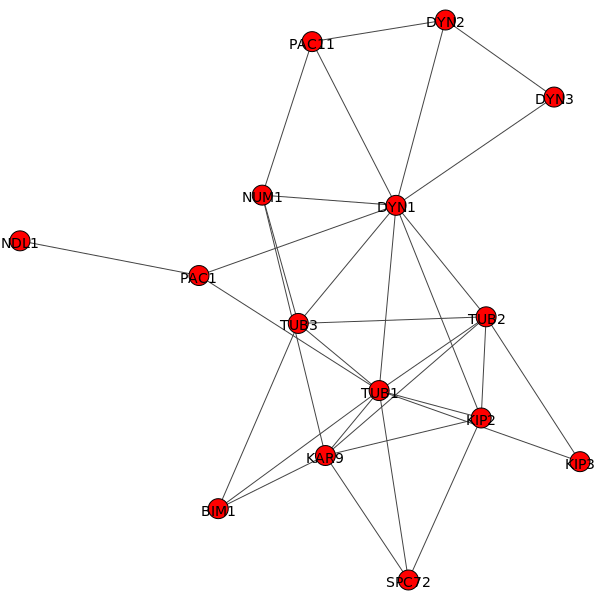 DYN2
PAC11
DYN3
NUM1
DYN1
NDL1
PAC1
TUB3
TUB2
TUB1
KIP2
KAR9
KIP3
BIM1
SPC72